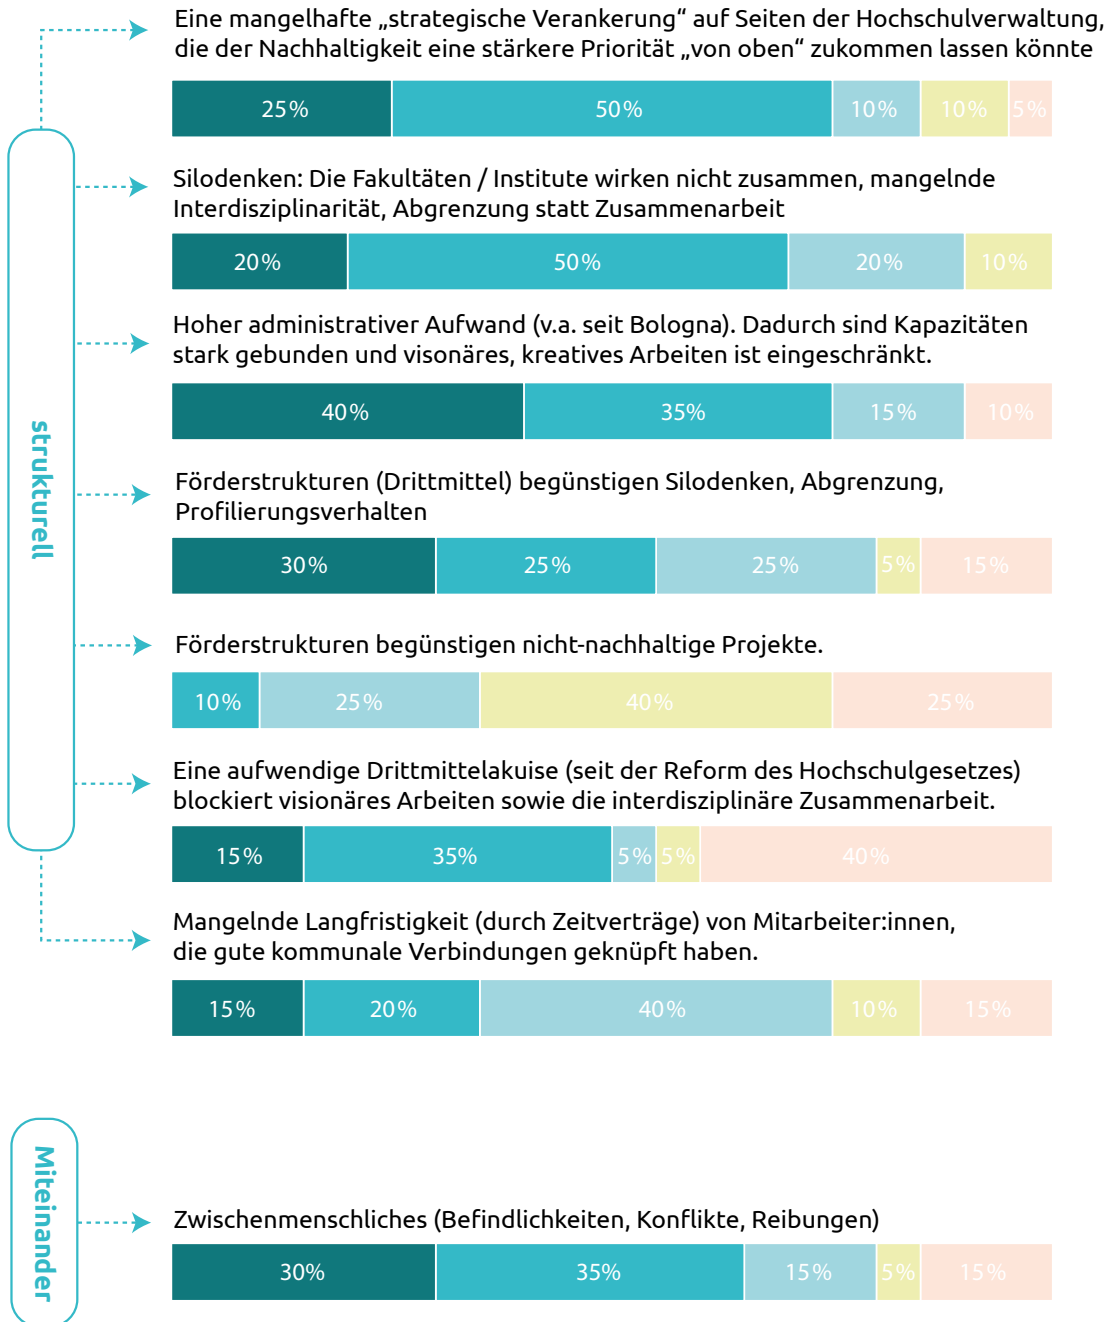 Eine mangelhafte „strategische Verankerung“ auf Seiten der Hochschulverwaltung,
die der Nachhaltigkeit eine stärkere Priorität „von oben“ zukommen lassen könnte
25% 50% 10% 10% 5%
strukturell
Silodenken: Die Fakultäten / Institute wirken nicht zusammen, mangelnde
Interdisziplinarität, Abgrenzung statt Zusammenarbeit
20% 50% 20% 10%
Hoher administrativer Aufwand (v.a. seit Bologna). Dadurch sind Kapazitäten
stark gebunden und visonäres, kreatives Arbeiten ist eingeschränkt.
40% 35% 15% 10%
Förderstrukturen (Drittmittel) begünstigen Silodenken, Abgrenzung,
Profilierungsverhalten
30% 25% 25% 5% 15%
Förderstrukturen begünstigen nicht-nachhaltige Projekte.
10% 25% 40% 25%
Eine aufwendige Drittmittelakuise (seit der Reform des Hochschulgesetzes)
blockiert visionäres Arbeiten sowie die interdisziplinäre Zusammenarbeit.
15% 35% 5% 5% 40%
Mangelnde Langfristigkeit (durch Zeitverträge) von Mitarbeiter:innen,
die gute kommunale Verbindungen geknüpft haben.
15% 20% 40% 10% 15%
Miteinander
Zwischenmenschliches (Befindlichkeiten, Konflikte, Reibungen)
30% 35% 15% 5% 15%